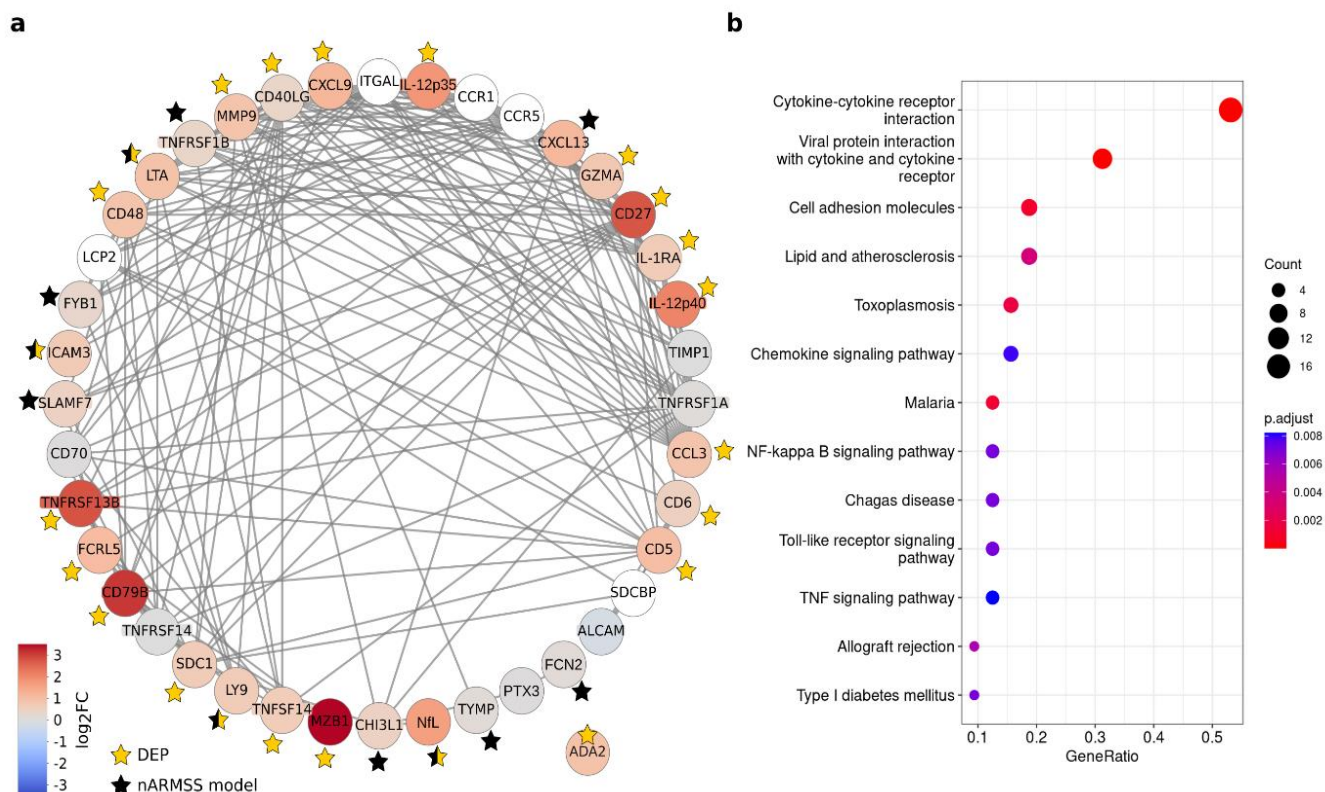 a
b
ITGAL
CXCL9
IL-12p35
CD40LG
CCR1
MMP9
CCR5
TNFRSF1B
CXCL13
LTA
GZMA
CD48
CD27
LCP2
IL-1RA
FYB1
IL-12p40
ICAM3
TIMP1
SLAMF7
TNFRSF1A
CD70
CCL3
TNFRSF13B
CD6
FCRL5
CD5
CD79B
SDCBP
TNFRSF14
ALCAM
SDC1
FCN2
LY9
PTX3
TNFSF14
TYMP
MZB1
CHI3L1
NfL
ADA2
3
2
1
0
-1
-2
-3
log2FC
DEP
nARMSS model
Cytokine-cytokine receptor
interaction
Viral protein interaction
with cytokine and cytokine
receptor
Cell adhesion molecules
Lipid and atherosclerosis
Toxoplasmosis
Chemokine signaling pathway
Malaria
NF-kappa B signaling pathway
Chagas disease
Toll-like receptor signaling
pathway
TNF signaling pathway
Allograft rejection
Type I diabetes mellitus
0.1 0.2 0.3 0.4 0.5
GeneRatio
Count
4
8
12
16
p.adjust
0.008
0.006
0.004
0.002